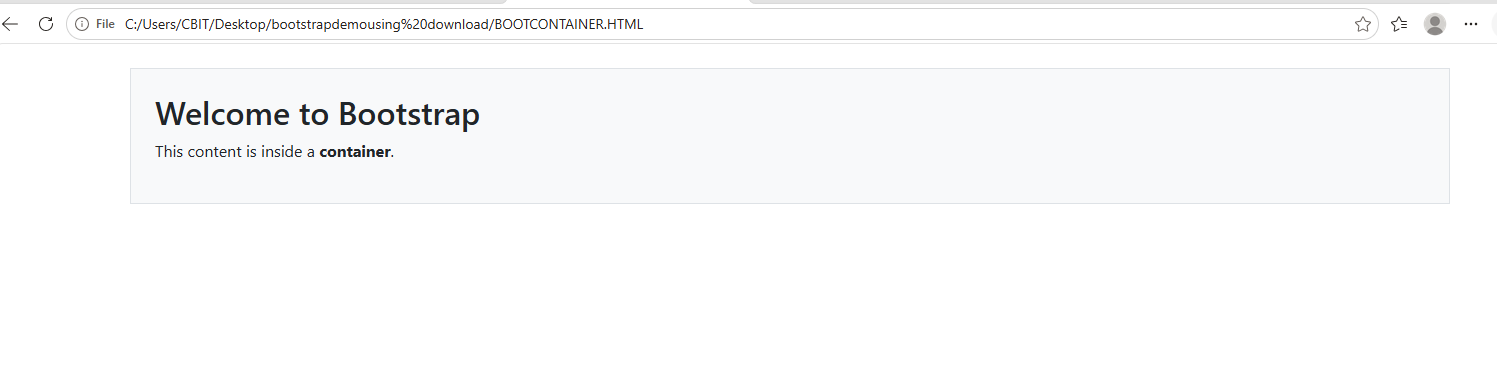 File C:/Users/CBIT/Desktop/bootstrapdemousing%20download/BOOTCONTAINER.HTML
Welcome to Bootstrap
This content is inside a container.